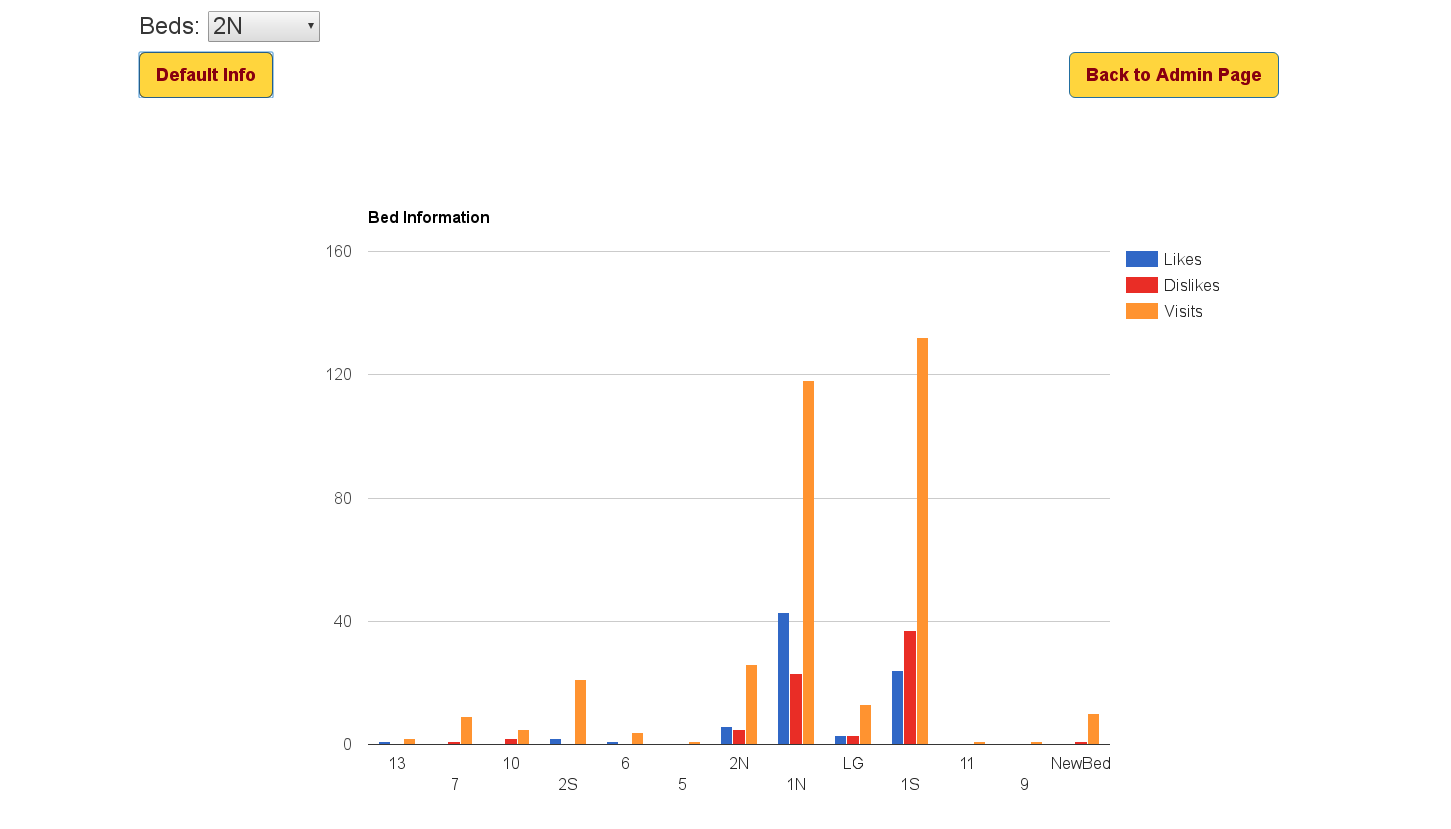 Beds: 2N
Default Info
Back to Admin Page
Bed Information
160
120
80
40
0
Likes
Dislikes
Visits
13
7
10
2S
6
5
2N
1N
LG
1S
11
9
NewBed